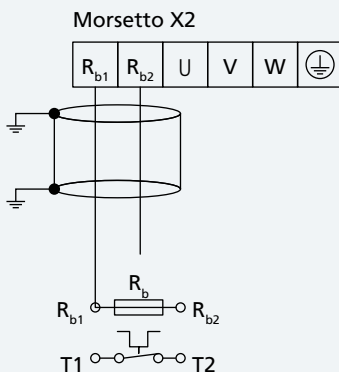 Morsetto X2
Rb1 Rb2 U V W
Rb
Rb1 Rb2
T1 T2